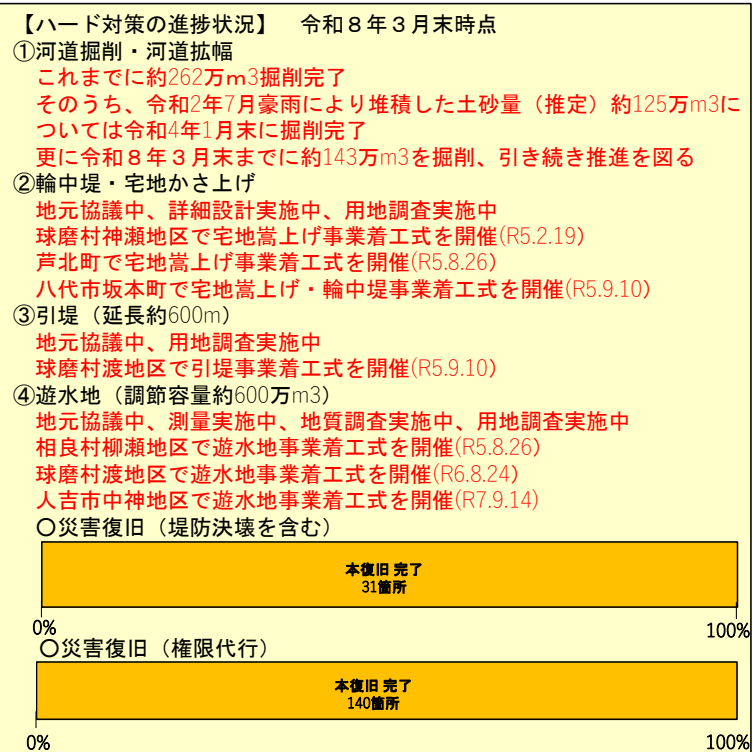 【ハード対策の進捗状況】　令和８年３月末時点
①河道掘削・河道拡幅
これまでに約262万ｍ3掘削完了
そのうち、令和2年7月豪雨により堆積した土砂量（推定）約125万m3に
ついては令和4年1月末に掘削完了
更に令和８年３月末までに約143万m3を掘削、引き続き推進を図る
②輪中堤・宅地かさ上げ
地元協議中、詳細設計実施中、用地調査実施中
球磨村神瀬地区で宅地嵩上げ事業着工式を開催(R5.2.19）
芦北町で宅地嵩上げ事業着工式を開催(R5.8.26）
八代市坂本町で宅地嵩上げ・輪中堤事業着工式を開催(R5.9.10）
③引堤（延長約600m）
地元協議中、用地調査実施中
球磨村渡地区で引堤事業着工式を開催(R5.9.10）
④遊水地（調節容量約600万m3）
地元協議中、測量実施中、地質調査実施中、用地調査実施中
相良村柳瀬地区で遊水地事業着工式を開催(R5.8.26）
球磨村渡地区で遊水地事業着工式を開催(R6.8.24）
人吉市中神地区で遊水地事業着工式を開催(R7.9.14)
〇災害復旧（堤防決壊を含む）
本復旧 完了
31箇所
0%
100%
〇災害復旧（権限代行）
本復旧 完了
140箇所
0%
100%